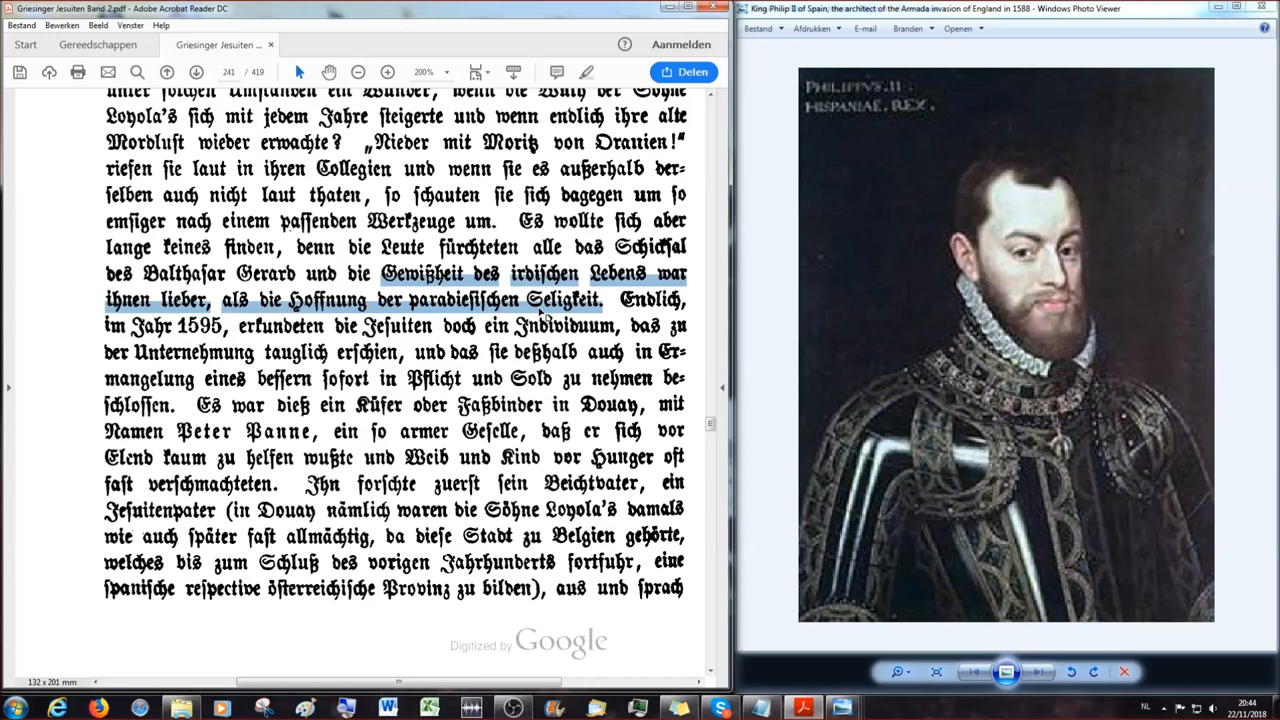 Griesinger Jesuiten Band 2.pdf - Adobe Acrobat Reader DC
Bestand Bewerken Beeld Venster Help
Start Gereedschappen Griesinger Jesuiten ... × Aanmelden
241 / 419 200% Delen
unter solchen Umständen ein Wunder, wenn die Wuth der Söhne
Loyola's sich mit jedem Jahre steigerte und wenn endlich ihre alte
Mordlust wieder erwachte? „Nieder mit Moritz von Oranien!“
riefen sie laut in ihren Collegien und wenn sie es außerhalb der-
selben auch nicht laut thaten, so schauten sie sich dagegen um so
emsiger nach einem passenden Werkzeuge um. Es wollte sich aber
lange keines finden, denn die Leute fürchteten alle das Schicksal
des Balthasar Gerard und die Gewißheit des irdischen Lebens war
ihnen lieber, als die Hoffnung der paradiesischen Seligkeit. Endlich,
im Jahr 1595, erkundeten die Jesuiten doch ein Individuum, das zu
der Unternehmung tauglich erschien, und das sie deßhalb auch in Er-
mangelung eines bessern sofort in Pflicht und Sold zu nehmen be-
schlossen. Es war dieß ein Küfer oder Faßbinder in Douay, mit
Namen Peter Panne, ein so armer Geselle, daß er sich vor
Elend kaum zu helfen wußte und Weib und Kind vor Hunger oft
fast verschmachteten. Ihn forschte zuerst sein Beichtvater, ein
Jesuitenpater (in Douay nämlich waren die Söhne Loyola's damals
wie auch später fast allmächtig, da diese Stadt zu Belgien gehörte,
welches bis zum Schluß des vorigen Jahrhunderts fortfuhr, eine
spanische respective österreichische Provinz zu bilden), aus und sprach
Digitized by Google
132 x 201 mm
King Philip II of Spain, the architect of the Armada invasion of England in 1588 - Windows Photo Viewer
Bestand Afdrukken E-mail Branden Openen
PHILIPPVS. II.
HISPANIAE. REX.
NL 20:44
22/11/2018